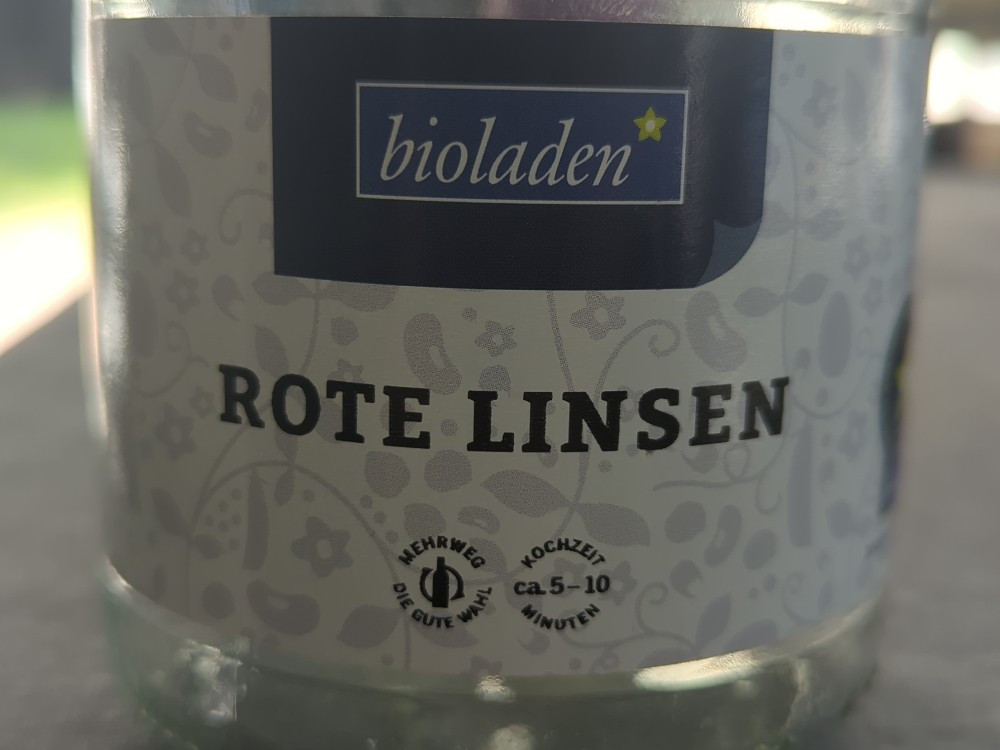 bioladen
ROTE LINSEN
MEHRWEG
DIE GUTE WAHL
KOCHZEIT
ca. 5-10
MINUTEN